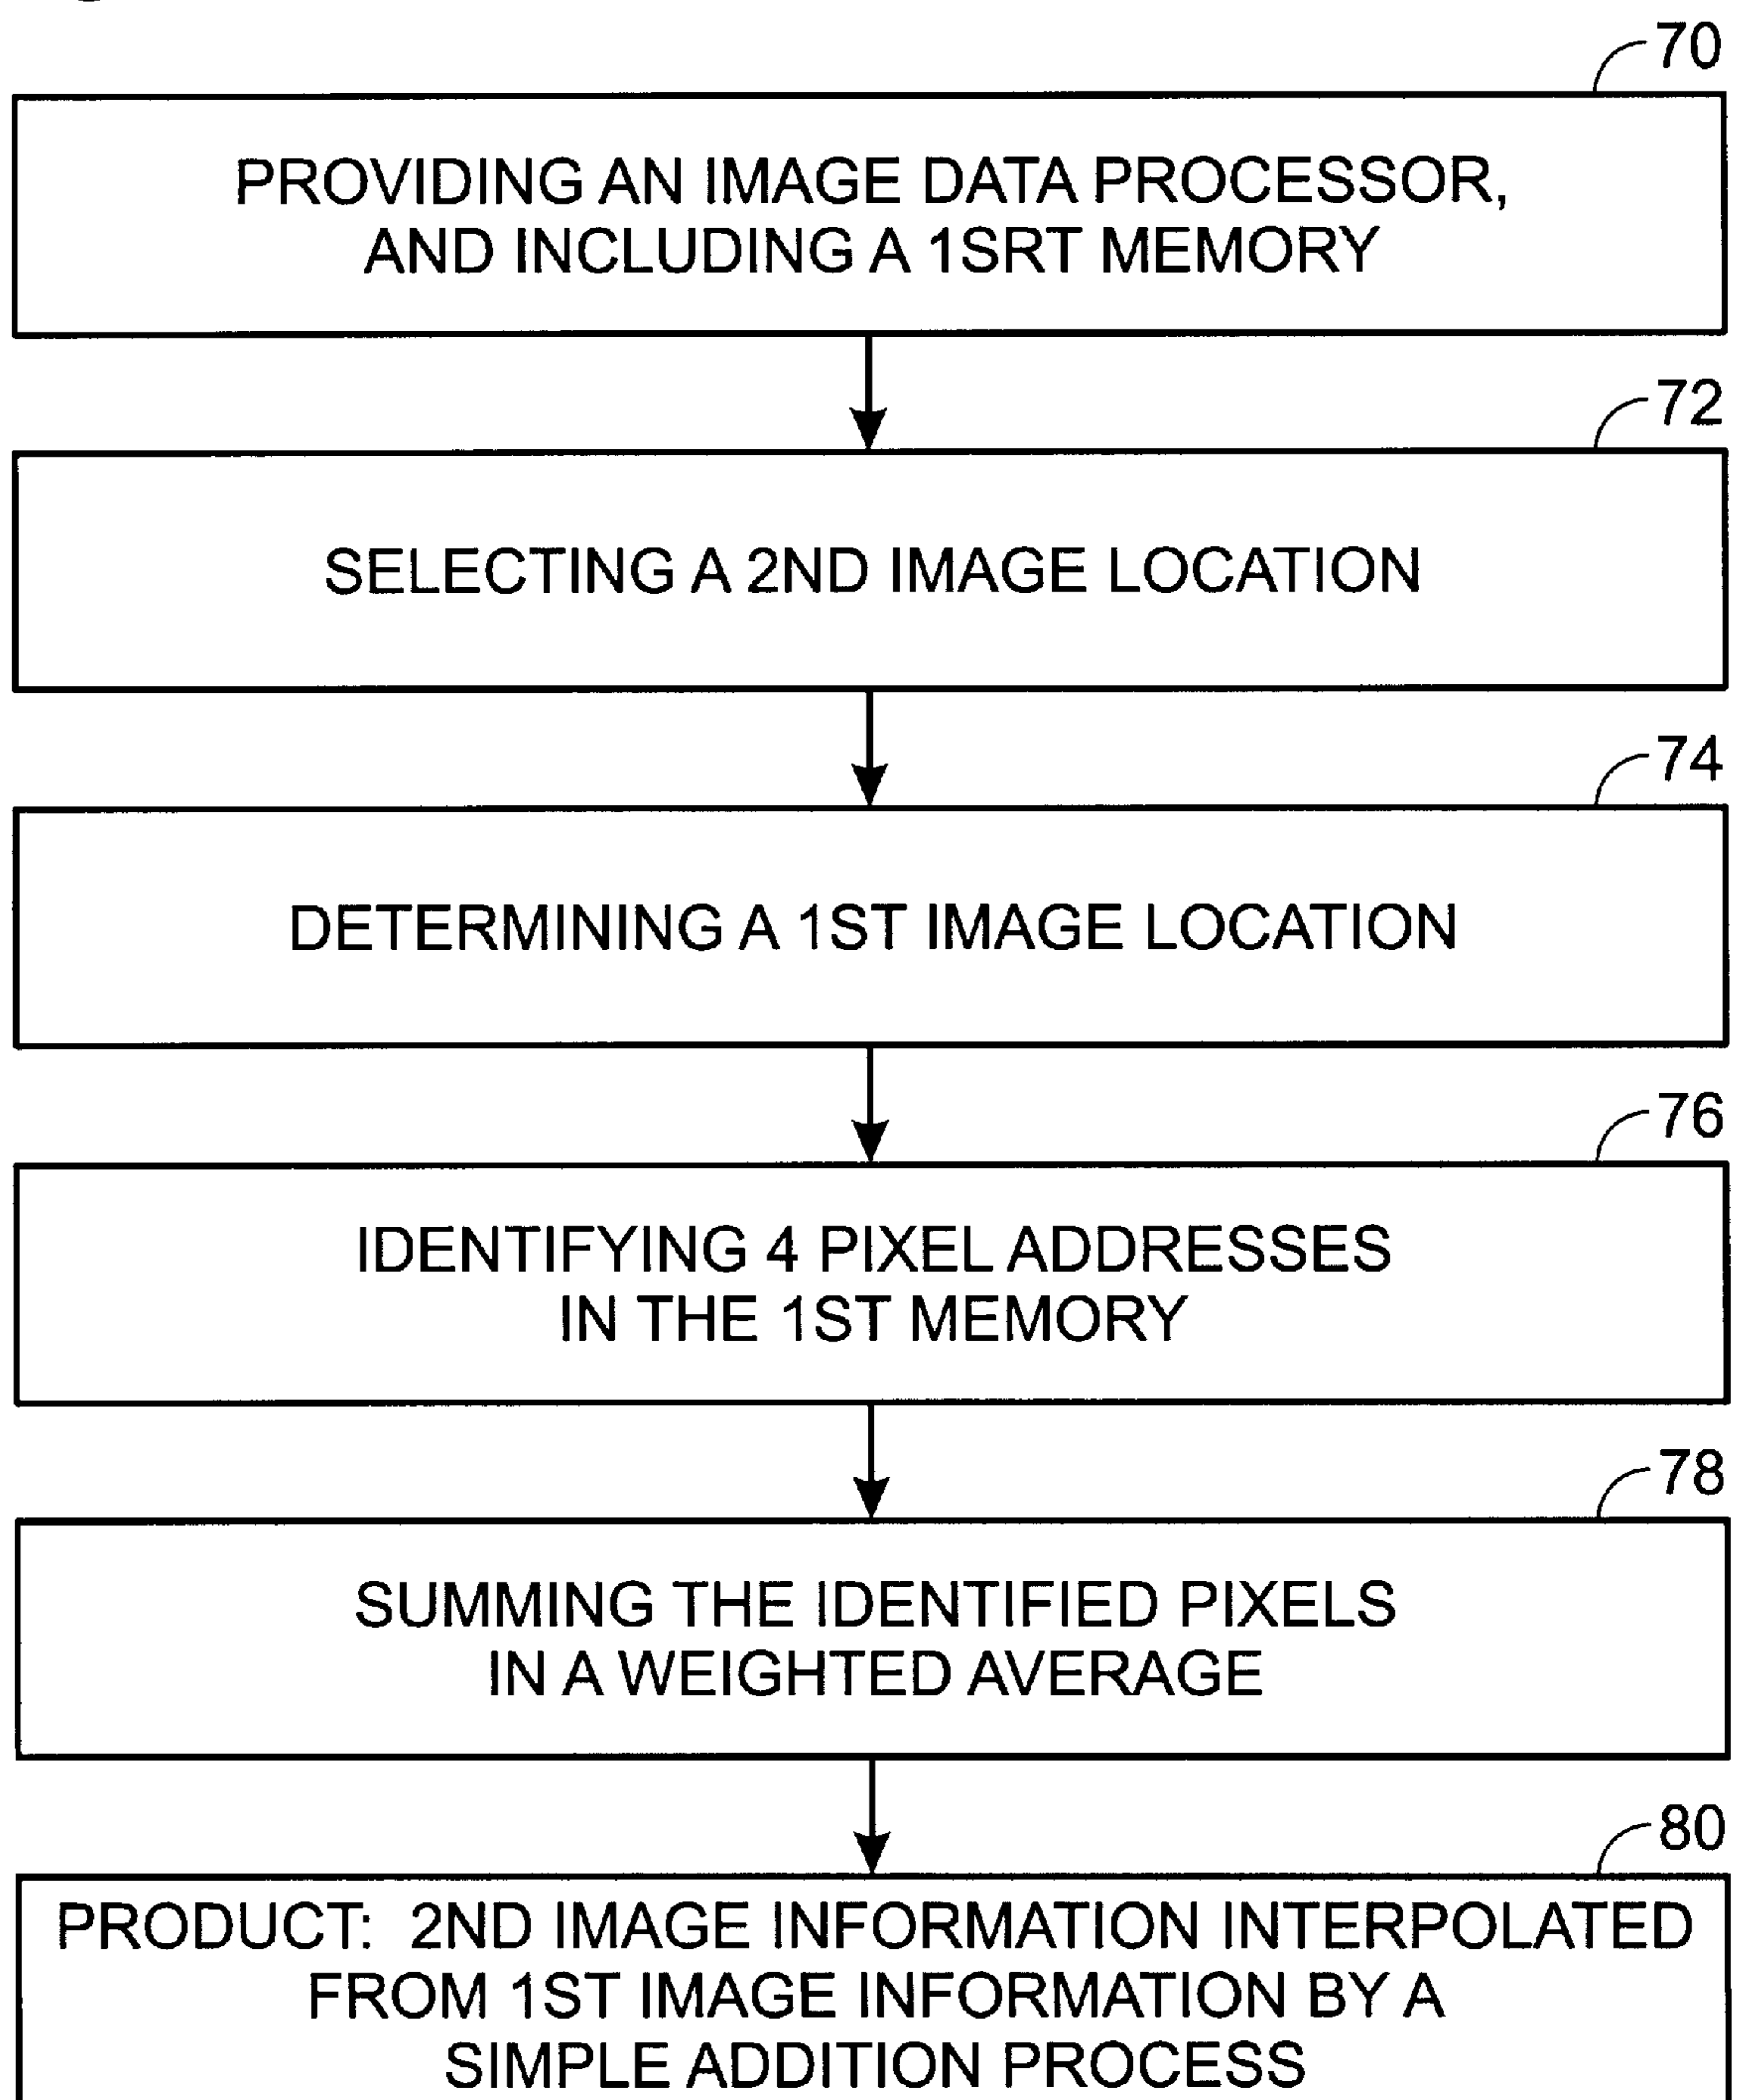 70
PROVIDING AN IMAGE DATA PROCESSOR,
AND INCLUDING A 1SRT MEMORY
72
SELECTING A 2ND IMAGE LOCATION
74
DETERMINING A 1ST IMAGE LOCATION
76
IDENTIFYING 4 PIXEL ADDRESSES
IN THE 1ST MEMORY
78
SUMMING THE IDENTIFIED PIXELS
IN A WEIGHTED AVERAGE
80
PRODUCT: 2ND IMAGE INFORMATION INTERPOLATED
FROM 1ST IMAGE INFORMATION BY A
SIMPLE ADDITION PROCESS